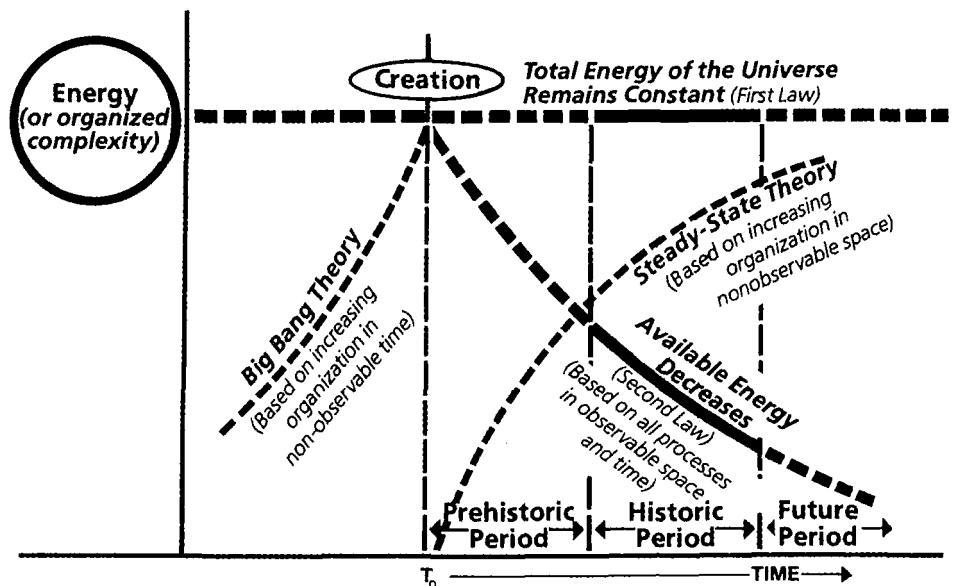 Energy
(or organized
complexity)
Creation
Total Energy of the Universe
Remains Constant (First Law)
Big Bang Theory
(Based on increasing
organization in
non-observable time)
Steady-State Theory
(Based on increasing
organization in
nonobservable space)
Available Energy
Decreases
(Second Law)
(Based on all processes
in observable space
and time)
Prehistoric
Period
Historic
Period
Future
Period
TIME